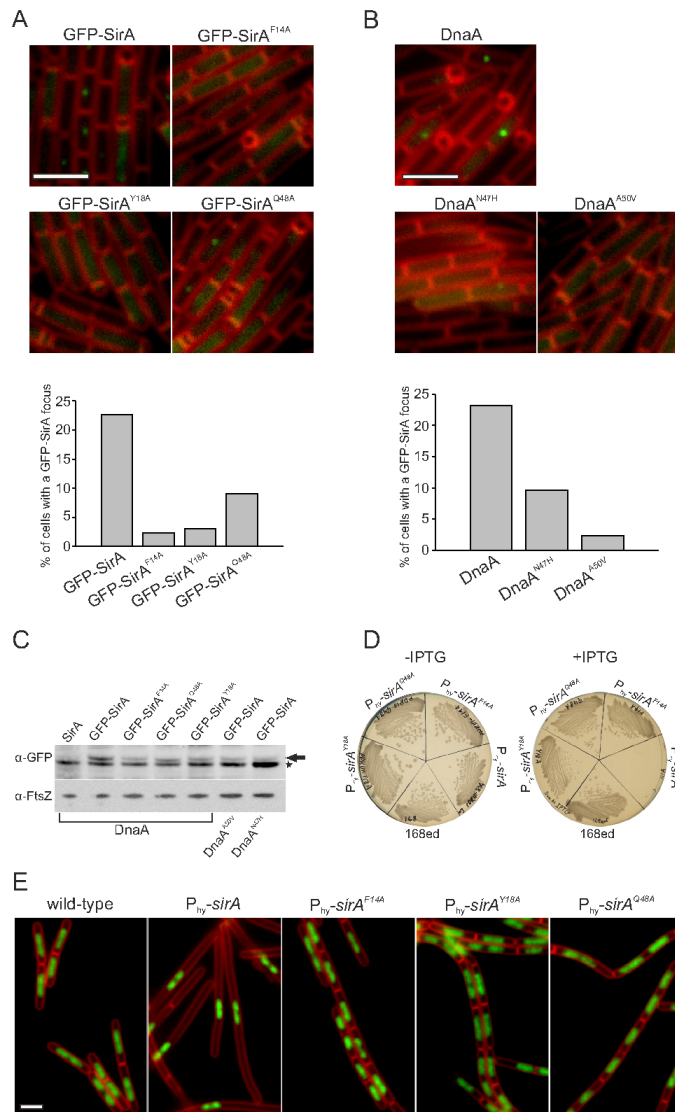 A
B
GFP-SirA
GFP-SirA^F14A
DnaA
GFP-SirA^Y18A
GFP-SirA^Q48A
DnaA^N47H
DnaA^A50V
% of cells with a GFP-SirA focus
25
20
15
10
5
0
GFP-SirA
GFP-SirA^F14A
GFP-SirA^Y18A
GFP-SirA^Q48A
% of cells with a GFP-SirA focus
25
20
15
10
5
0
DnaA
DnaA^N47H
DnaA^A50V
C
D
SirA
GFP-SirA
GFP-SirA^F14A
GFP-SirA^Q48A
GFP-SirA^Y18A
GFP-SirA
GFP-SirA
α-GFP
*
α-FtsZ
DnaA
DnaA^A50V
DnaA^N47H
-IPTG
+IPTG
P_hy-sirA^Q48A
P_hy-sirA^F14A
P_hy-sirA^Y18A
P_hy-sirA
168ed
P_hy-sirA^Q48A
P_hy-sirA^F14A
P_hy-sirA^Y18A
P_hy-sirA
168ed
E
wild-type
P_hy-sirA
P_hy-sirA^F14A
P_hy-sirA^Y18A
P_hy-sirA^Q48A